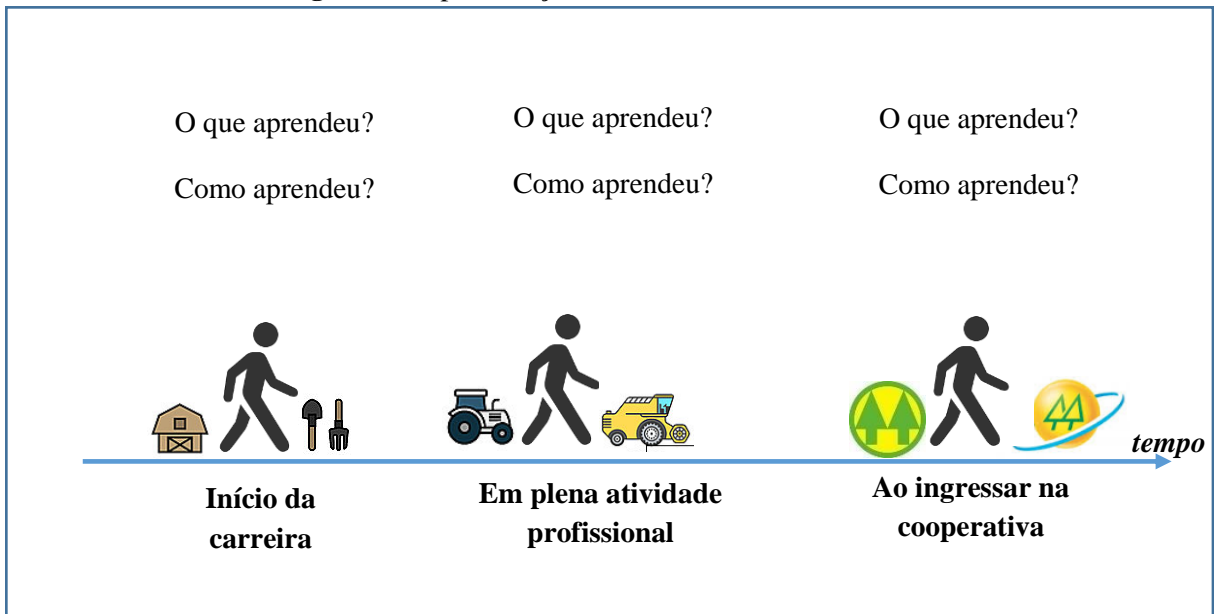 O que aprendeu?
Como aprendeu?
O que aprendeu?
Como aprendeu?
O que aprendeu?
Como aprendeu?
tempo
Início da
carreira
Em plena atividade
profissional
Ao ingressar na
cooperativa